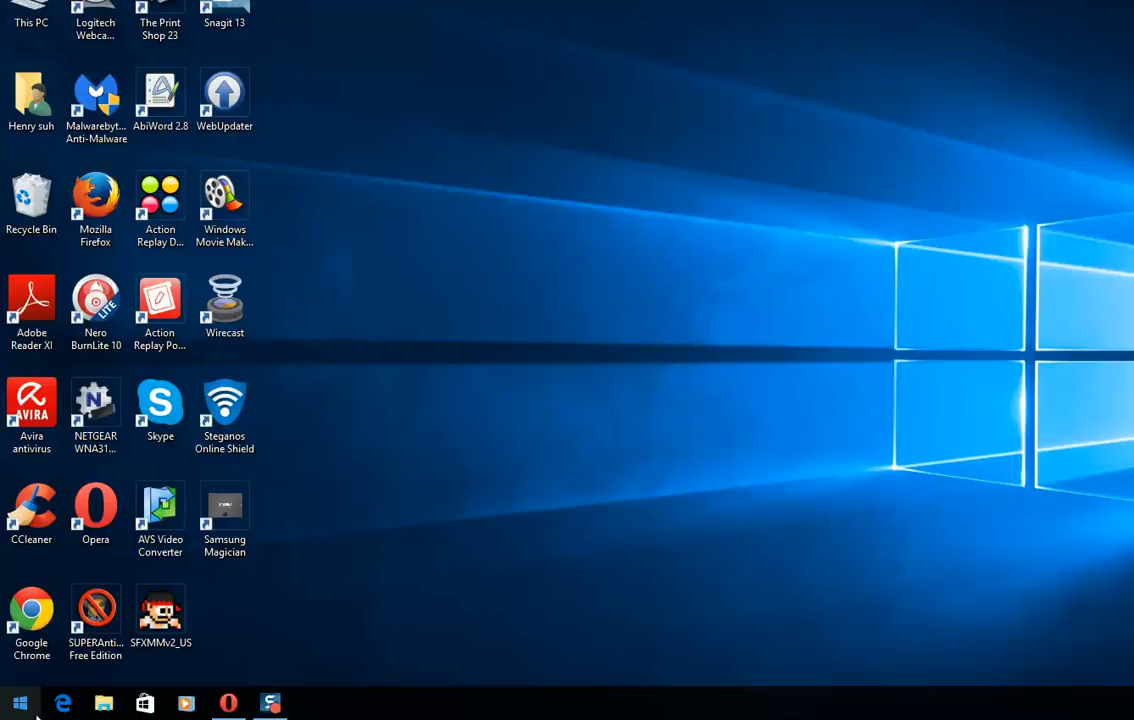 This PC
Logitech
Webca...
The Print
Shop 23
Snagit 13
Henry suh
Malwarebyt...
Anti-Malware
AbiWord 2.8
WebUpdater
Recycle Bin
Mozilla
Firefox
Action
Replay D...
Windows
Movie Mak...
Adobe
Reader XI
Nero
BurnLite 10
LITE
Action
Replay Po...
Wirecast
AVIRA
Avira
antivirus
N
NETGEAR
WNA31...
S
Skype
Steganos
Online Shield
CCleaner
Opera
AVS Video
Converter
Samsung
Magician
Google
Chrome
SUPERAnti...
Free Edition
SFXMMv2_US
S